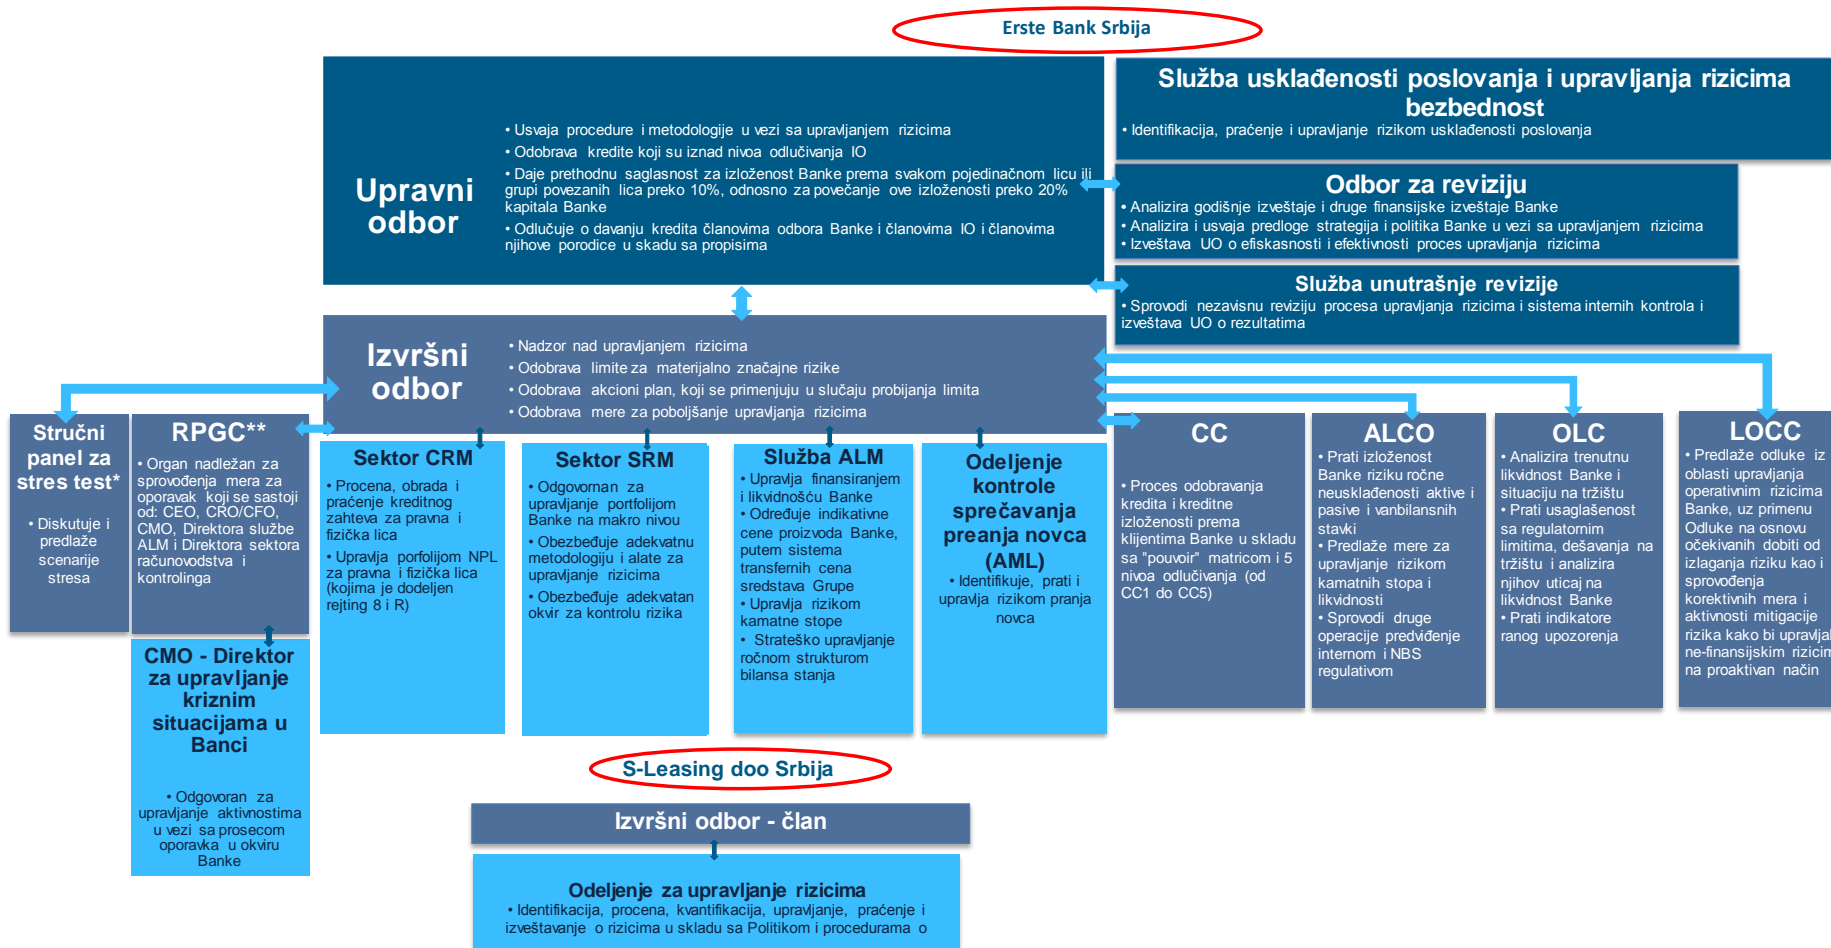 Erste Bank Srbija
Upravni
odbor
• Usvaja procedure i metodologije u vezi sa upravljanjem rizicima
• Odobrava kredite koji su iznad nivoa odlučivanja IO
• Daje prethodnu saglasnost za izloženost Banke prema svakom pojedinačnom licu ili
grupi povezanih lica preko 10%, odnosno za povečanje ove izloženosti preko 20%
kapitala Banke
• Odlučuje o davanju kredita članovima odbora Banke i članovima IO i članovima
njihove porodice u skadu sa propisima
Služba usklađenosti poslovanja i upravljanja rizicima
bezbednost
• Identifikacija, praćenje i upravljanje rizikom usklađenosti poslovanja
Odbor za reviziju
• Analizira godišnje izveštaje i druge finansijske izveštaje Banke
• Analizira i usvaja predloge strategija i politika Banke u vezi sa upravljanjem rizicima
• Izveštava UO o efiskasnosti i efektivnosti proces upravljanja rizicima
Služba unutrašnje revizije
• Sprovodi nezavisnu reviziju procesa upravljanja rizicima i sistema internih kontrola i
izveštava UO o rezultatima
Izvršni
odbor
• Nadzor nad upravljanjem rizicima
• Odobrava limite za materijalno značajne rizike
• Odobrava akcioni plan, koji se primenjuju u slučaju probijanja limita
• Odobrava mere za poboljšanje upravljanja rizicima
Stručni
panel za
stres test*
• Diskutuje i
predlaže
scenarije
stresa
RPGC**
• Organ nadležan za
sprovođenja mera za
oporavak koji se sastoji
od: CEO, CRO/CFO,
CMO, Direktora službe
ALM i Direktora sektora
računovodstva i
kontrolinga
CMO - Direktor
za upravljanje
kriznim
situacijama u
Banci
• Odgovoran za
upravljanje aktivnostima
u vezi sa prosecom
oporavka u okviru
Banke
Sektor CRM
• Procena, obrada i
praćenje kreditnog
zahteva za pravna i
fizička lica
• Upravlja porfolijom NPL
za pravna i fizička lica
(kojima je dodeljen
rejting 8 i R)
Sektor SRM
• Odgovornan za
upravljanje portfolijom
Banke na makro nivou
• Obezbeđuje adekvatnu
metodologiju i alate za
upravljanje rizicima
• Obezbeđuje adekvatan
okvir za kontrolu rizika
Služba ALM
• Upravlja finansiranjem
i likvidnošću Banke
• Određuje indikativne
cene proizvoda Banke,
putem sistema
transfernih cena
sredstava Grupe
• Upravlja rizikom
kamatne stope
• Strateško upravljanje
ročnom strukturom
bilansa stanja
Odeljenje
kontrole
sprečavanja
preanja novca
(AML)
• Identifikuje, prati i
upravlja rizikom pranja
novca
CC
• Proces odobravanja
kredita i kreditne
izloženosti prema
klijentima Banke u skladu
sa "pouvoir" matricom i 5
nivoa odlučivanja (od
CC1 do CC5)
ALCO
• Prati izloženost
Banke riziku ročne
neusklađenosti aktive i
pasive i vanbilansnih
stavki
• Predlaže mere za
upravljanje rizikom
kamatnih stopa i
likvidnosti
• Sprovodi druge
operacije predviđene
internom i NBS
regulativom
OLC
• Analizira trenutnu
likvidnost Banke i
situaciju na tržištu
• Prati usaglašenost
sa regulatornim
limitima, dešavanja na
tržištu i analizira
njihov uticaj na
likvidnost Banke
• Prati indikatore
ranog upozorenja
LOCC
• Predlaže odluke iz
oblasti upravljanja
operativnim rizicima
Banke, uz primenu
Odluke na osnovu
očekivanih dobiti od
izlaganja riziku kao i
sprovođenja
korektivnih mera i
aktivnosti mitigacije
rizika kako bi upravljal
ne-finansijskim rizicim
na proaktivan način
S-Leasing doo Srbija
Izvršni odbor - član
Odeljenje za upravljanje rizicima
• Identifikacija, procena, kvantifikacija, upravljanje, praćenje i
izveštavanje o rizicima u skladu sa Politikom i procedurama o